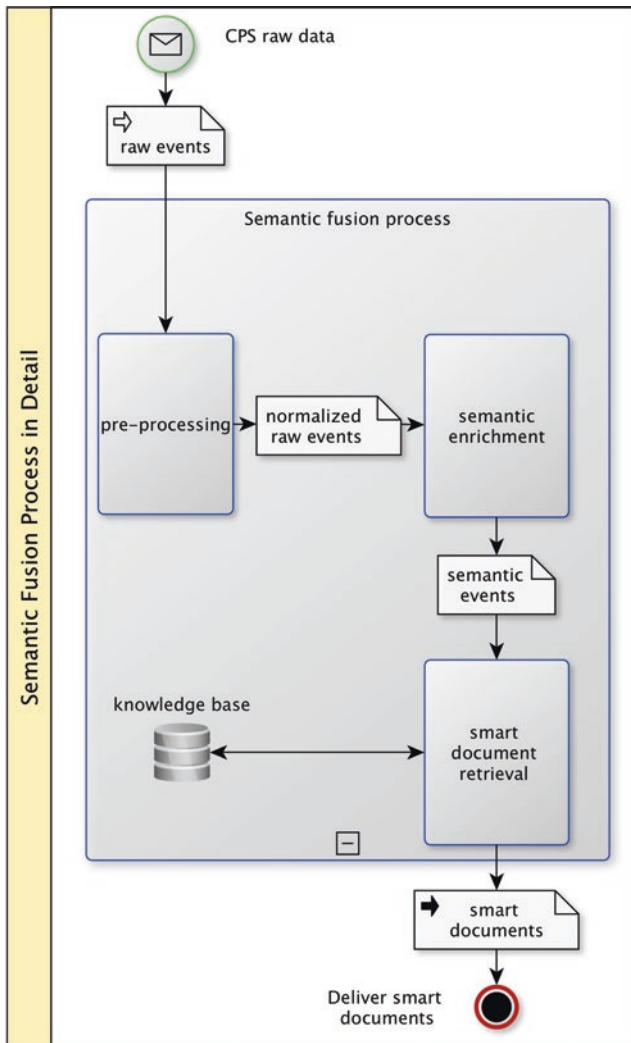 Semantic Fusion Process in Detail
CPS raw data
raw events
Semantic fusion process
pre-processing
normalized
raw events
semantic
enrichment
semantic
events
knowledge base
smart
document
retrieval
smart
documents
Deliver smart
documents